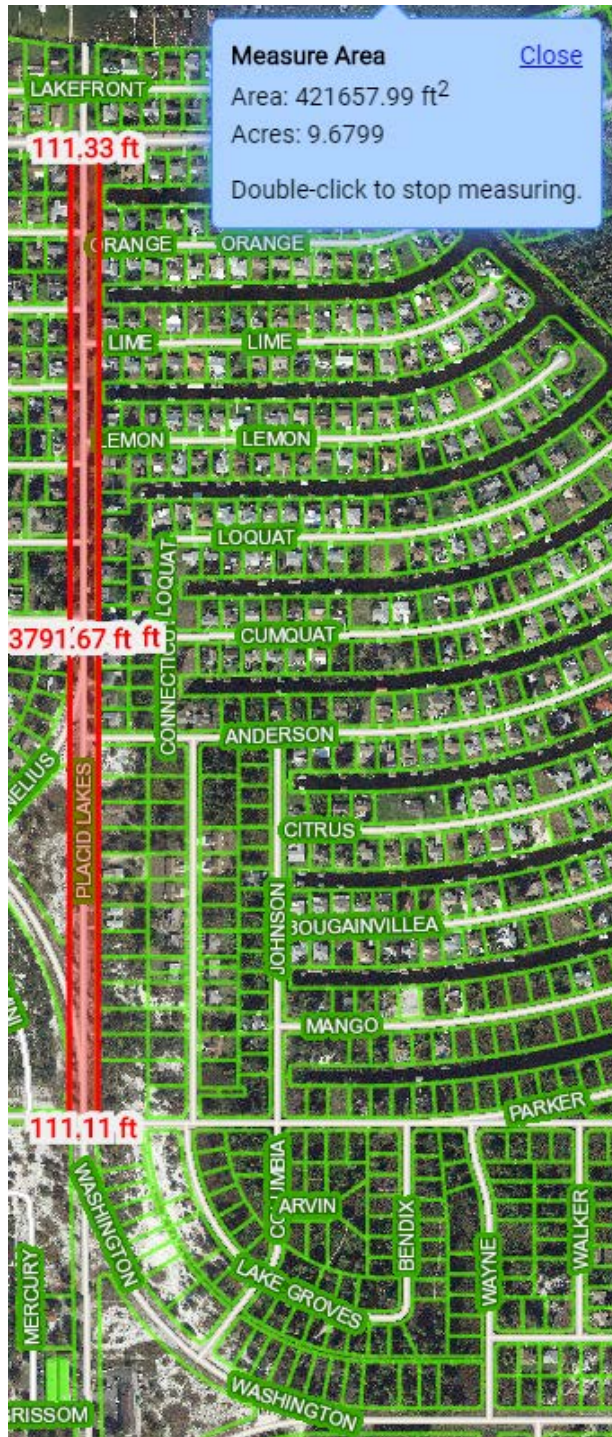 Measure Area Close
Area: 421657.99 ft²
Acres: 9.6799
Double-click to stop measuring.
LAKEFRONT
111.33 ft
ORANGE ORANGE
LIME LIME
LEMON LEMON
LOQUAT
LOQUAT
CONNECTICUT
3791.67 ft ft
CUMQUAT
ANDERSON
NELIUS
PLACID LAKES
CITRUS
JOHNSON
BOUGAINVILLEA
MANGO
PARKER
111.11 ft
WASHINGTON
COLUMBIA
ARVIN
BENDIX
WAYNE
WALKER
LAKE GROVES
MERCURY
WASHINGTON
BRISSOM